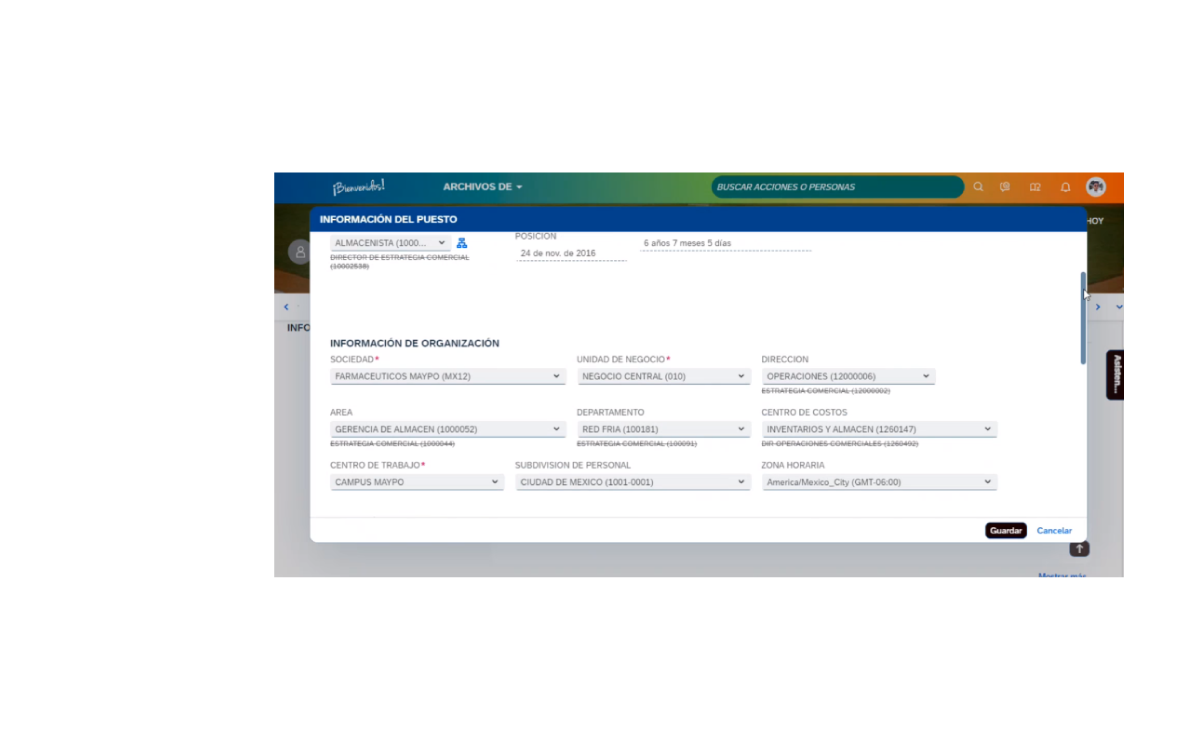 ¡Bienvenidos!
ARCHIVOS DE
BUSCAR ACCIONES O PERSONAS
INFORMACIÓN DEL PUESTO
HOY
POSICIÓN
ALMACENISTA (1000...
6 años 7 meses 5 días
24 de nov. de 2016
DIRECTOR DE ESTRATEGIA COMERCIAL
(10002538)
INFO
INFORMACIÓN DE ORGANIZACIÓN
SOCIEDAD* UNIDAD DE NEGOCIO* DIRECCION
FARMACEUTICOS MAYPO (MX12) NEGOCIO CENTRAL (010) OPERACIONES (12000006)
ESTRATEGIA COMERCIAL (12000002)
Asisten...
AREA DEPARTAMENTO CENTRO DE COSTOS
GERENCIA DE ALMACEN (1000052) RED FRIA (100181) INVENTARIOS Y ALMACEN (1260147)
ESTRATEGIA COMERCIAL (1000044) ESTRATEGIA COMERCIAL (100091) DIR OPERACIONES COMERCIALES (1260492)
CENTRO DE TRABAJO* SUBDIVISION DE PERSONAL ZONA HORARIA
CAMPUS MAYPO CIUDAD DE MEXICO (1001-0001) America/Mexico_City (GMT-06:00)
Guardar Cancelar
Mostrar más